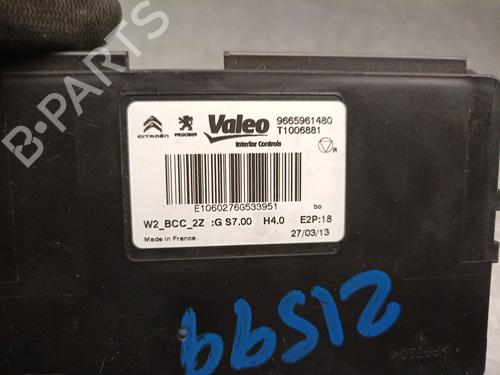 B-PARTS
CITROËN PEUGEOT Valeo 9665961480
T1006881
Interior Controls
R
E1060276G533951 bo
W2_BCC_2Z :G S7.00 H4.0 E2P:18
Made in France 27/03/13
21599